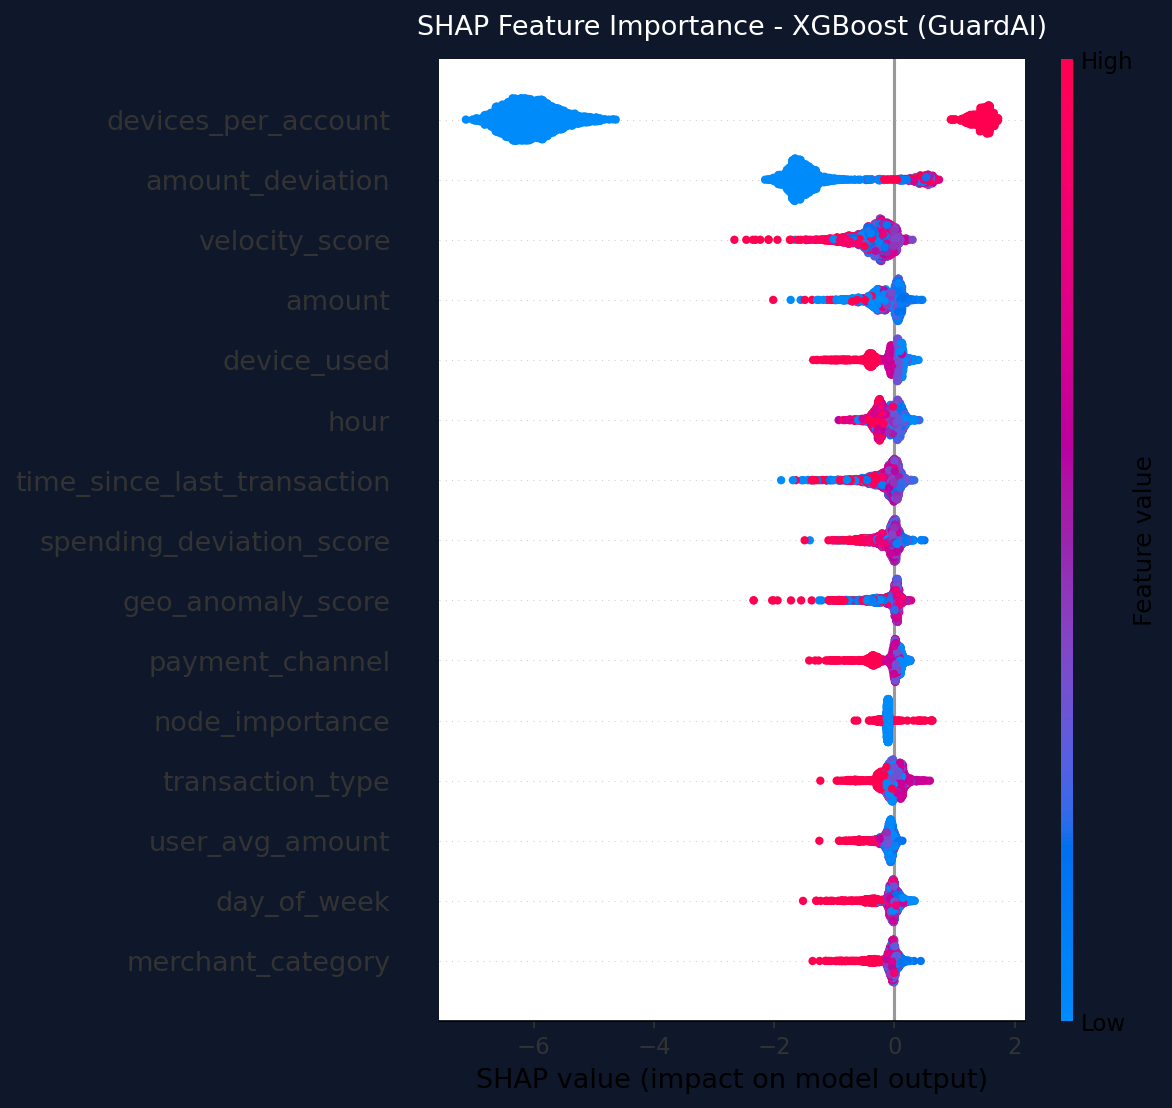 SHAP Feature Importance - XGBoost (GuardAI)
High
devices_per_account
amount_deviation
velocity_score
amount
device_used
hour
time_since_last_transaction
spending_deviation_score
geo_anomaly_score
payment_channel
node_importance
transaction_type
user_avg_amount
day_of_week
merchant_category
Feature value
Low
−6 −4 −2 0 2
SHAP value (impact on model output)